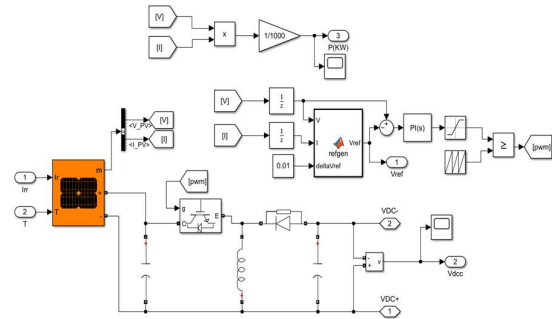 [V]
[I]
x
1/1000
3
P(KW)
<V_PV>
[V]
<I_PV>
[I]
[V]
1
z
V
[I]
1
z
I
Vref
refgen
0.01
deltaVref
1
Vref
PI(s)
≥
[pwm]
1
Irr
Ir
m
2
T
T
+
-
[pwm]
g
C
E
VDC-
2
VDC+
1
-
+
v
2
Vdcc